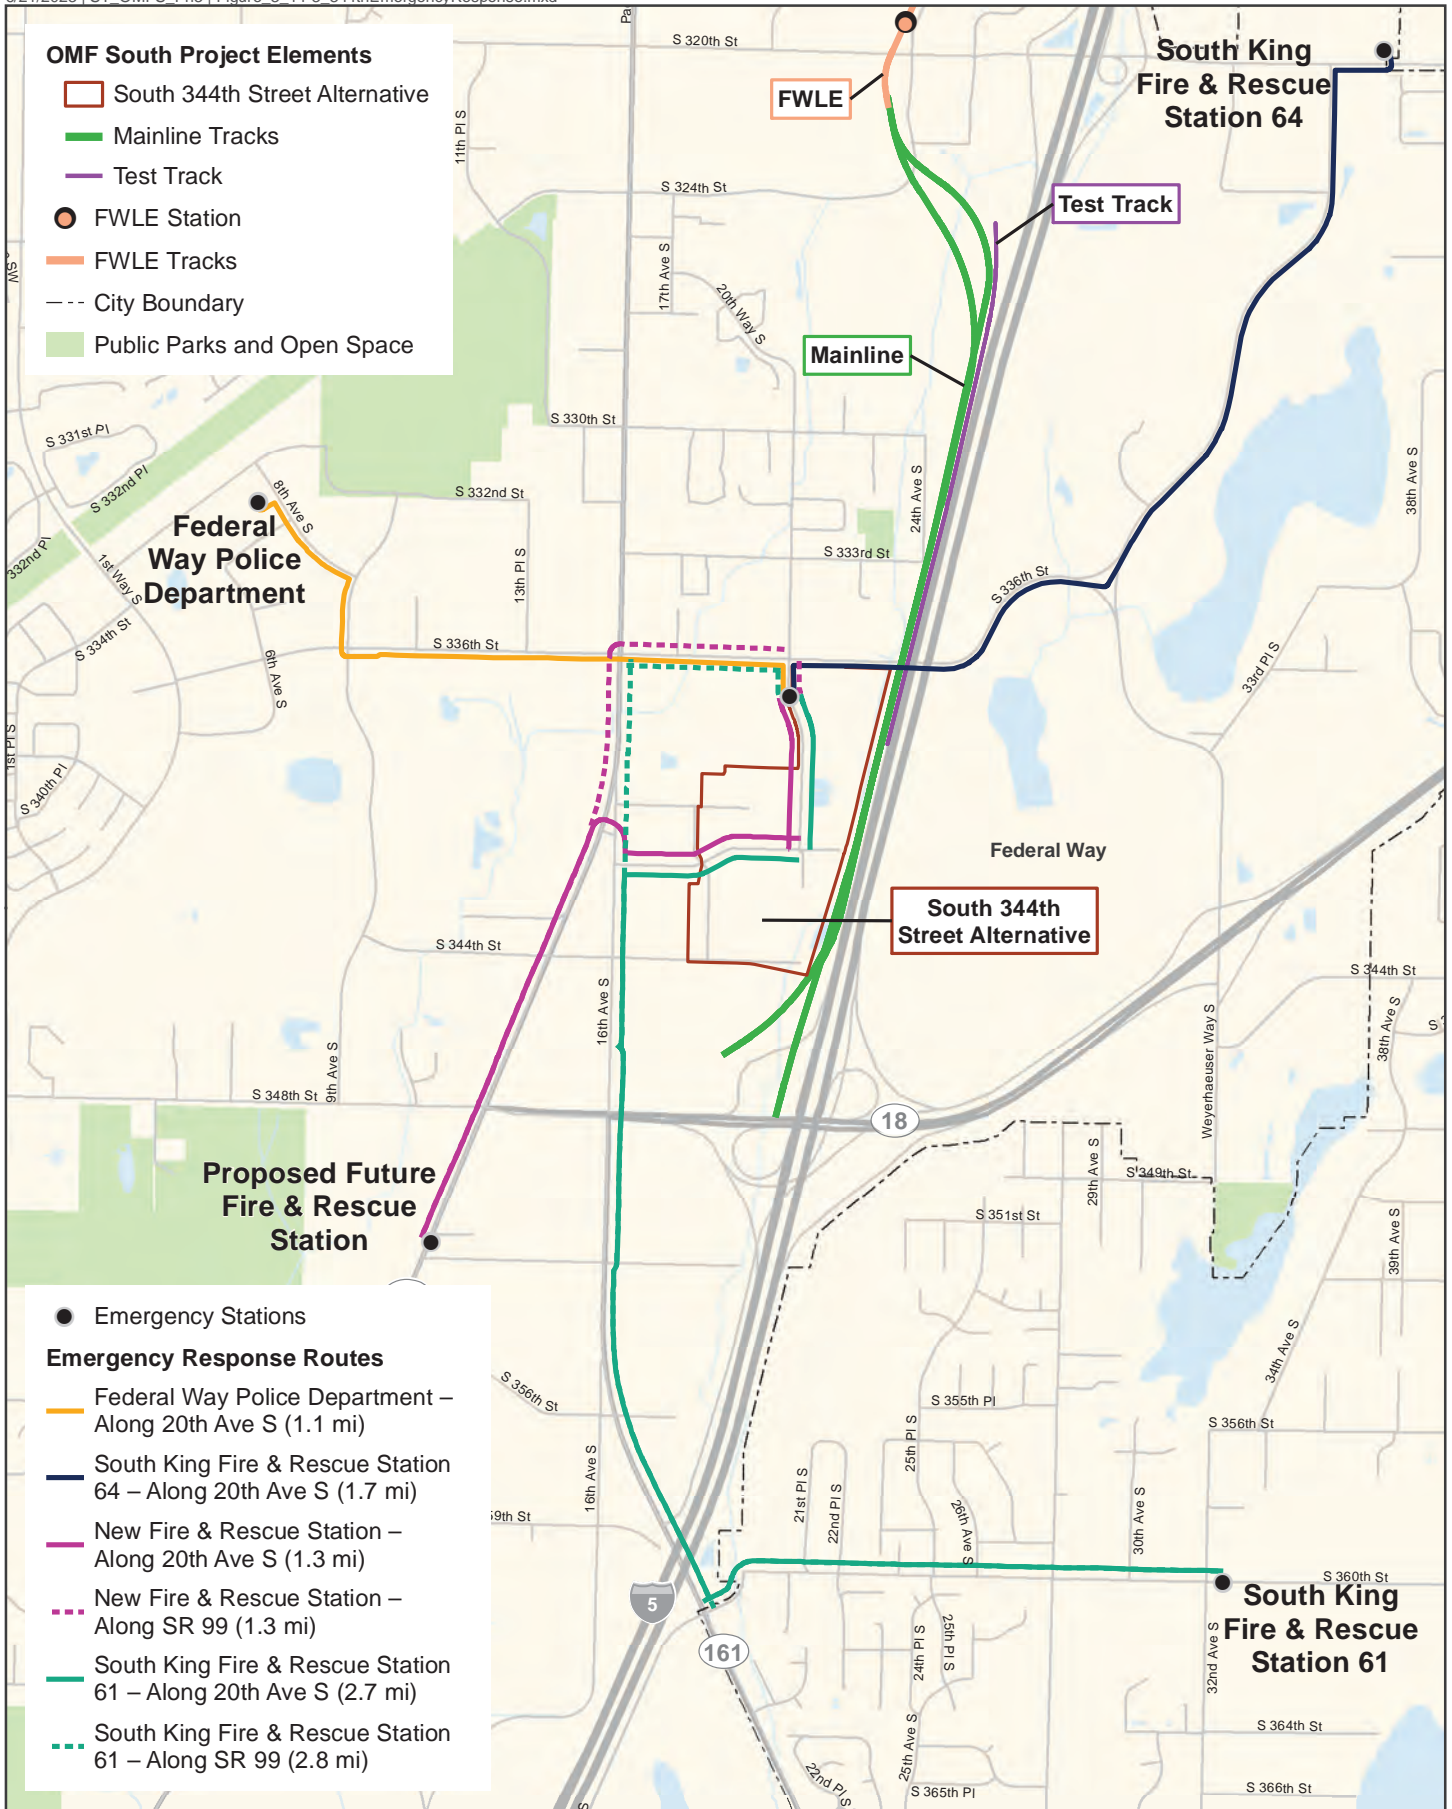 OMF South Project Elements
South 344th Street Alternative
Mainline Tracks
Test Track
FWLE Station
FWLE Tracks
City Boundary
Public Parks and Open Space
S 320th St
South King
Fire & Rescue
Station 64
FWLE
11th Pl S
S 324th St
Test Track
17th Ave S
20th Way S
Mainline
S 330th St
S 331st Pl
S 332nd Pl
8th Ave S
S 332nd St
24th Ave S
38th Ave S
Federal
Way Police
Department
332nd Pl
1st Way S
13th Pl S
S 333rd St
S 336th St
S 334th St
S 336th St
6th Ave S
33rd Pl S
1st Pl S
S 340th Pl
Federal Way
South 344th
Street Alternative
S 344th St
S 344th St
16th Ave S
Weyerhaeuser Way S
38th Ave S
9th Ave S
S 348th St
18
29th Ave S
S 349th St
Proposed Future
Fire & Rescue
Station
S 351st St
39th Ave S
Emergency Stations
Emergency Response Routes
Federal Way Police Department –
Along 20th Ave S (1.1 mi)
South King Fire & Rescue Station
64 – Along 20th Ave S (1.7 mi)
New Fire & Rescue Station –
Along 20th Ave S (1.3 mi)
New Fire & Rescue Station –
Along SR 99 (1.3 mi)
South King Fire & Rescue Station
61 – Along 20th Ave S (2.7 mi)
South King Fire & Rescue Station
61 – Along SR 99 (2.8 mi)
34th Ave S
S 356th St
S 355th Pl
S 356th St
25th Pl S
16th Ave S
21st Pl S
22nd Pl S
26th Ave S
30th Ave S
59th St
S 360th St
5
South King
Fire & Rescue
Station 61
161
24th Pl S
25th Pl S
32nd Ave S
S 364th St
25th Ave S
22nd Pl S
S 365th Pl
S 366th St